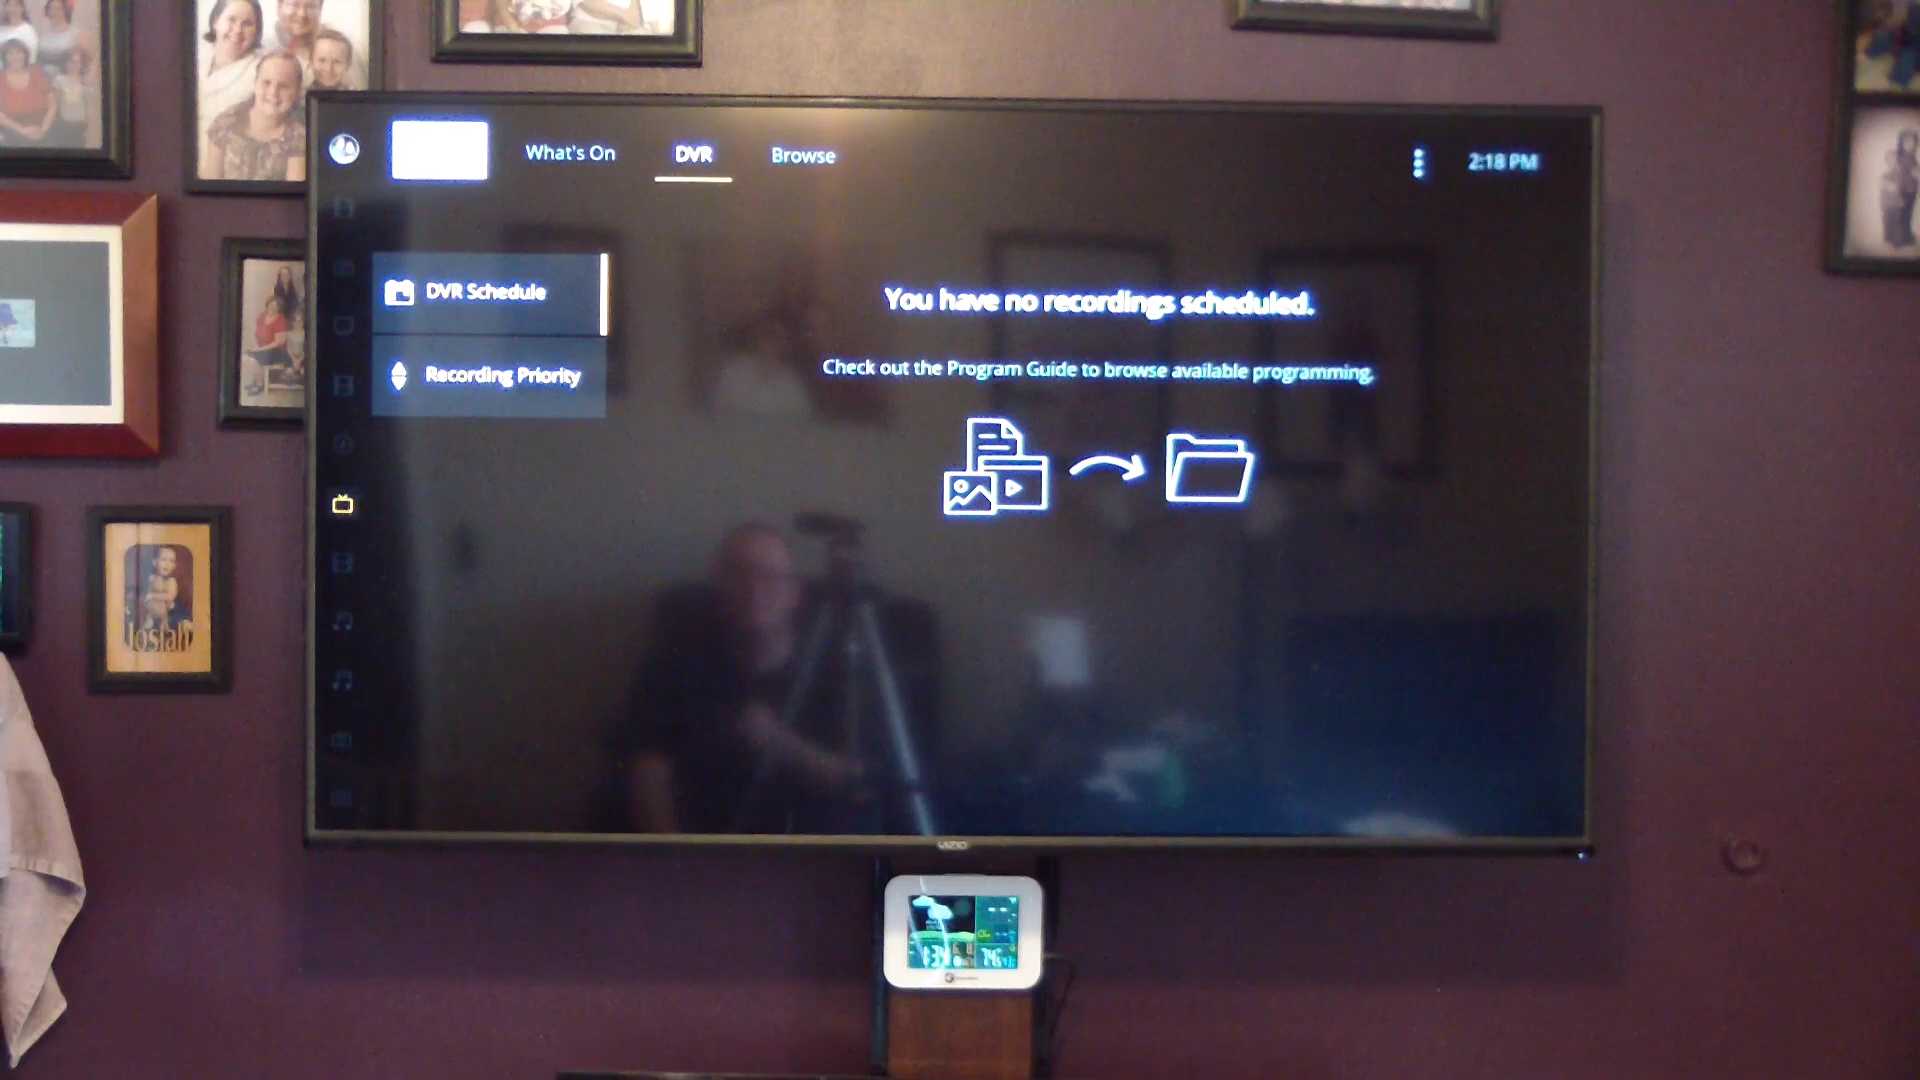 What's On
DVR
Browse
2:18 PM
DVR Schedule
Recording Priority
You have no recordings scheduled.
Check out the Program Guide to browse available programming.
Josiah
VIZIO